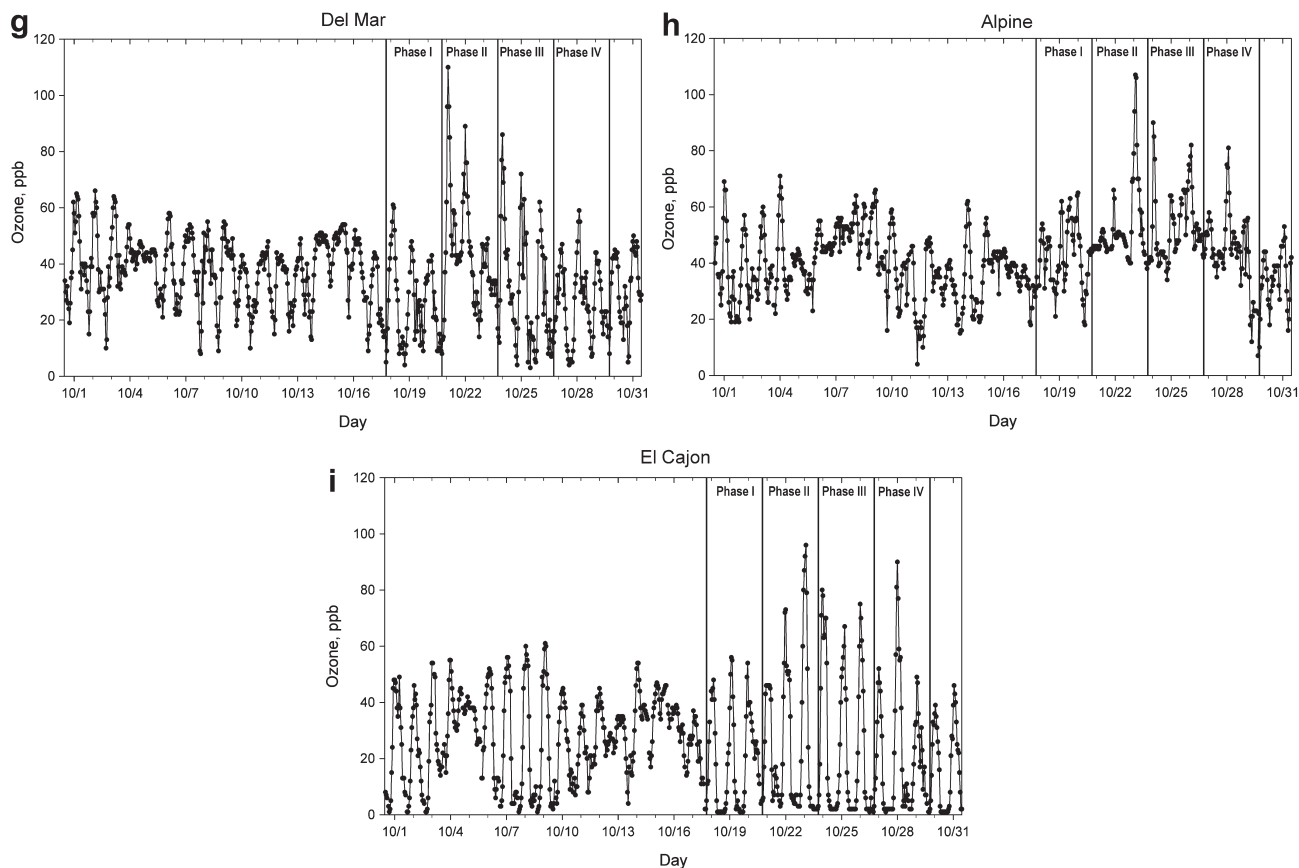 g
Del Mar
120
100
80
60
40
20
0
Ozone, ppb
Phase I Phase II Phase III Phase IV
10/1 10/4 10/7 10/10 10/13 10/16 10/19 10/22 10/25 10/28 10/31
Day
h
Alpine
120
100
80
60
40
20
0
Ozone, ppb
Phase I Phase II Phase III Phase IV
10/1 10/4 10/7 10/10 10/13 10/16 10/19 10/22 10/25 10/28 10/31
Day
i
El Cajon
120
100
80
60
40
20
0
Ozone, ppb
Phase I Phase II Phase III Phase IV
10/1 10/4 10/7 10/10 10/13 10/16 10/19 10/22 10/25 10/28 10/31
Day